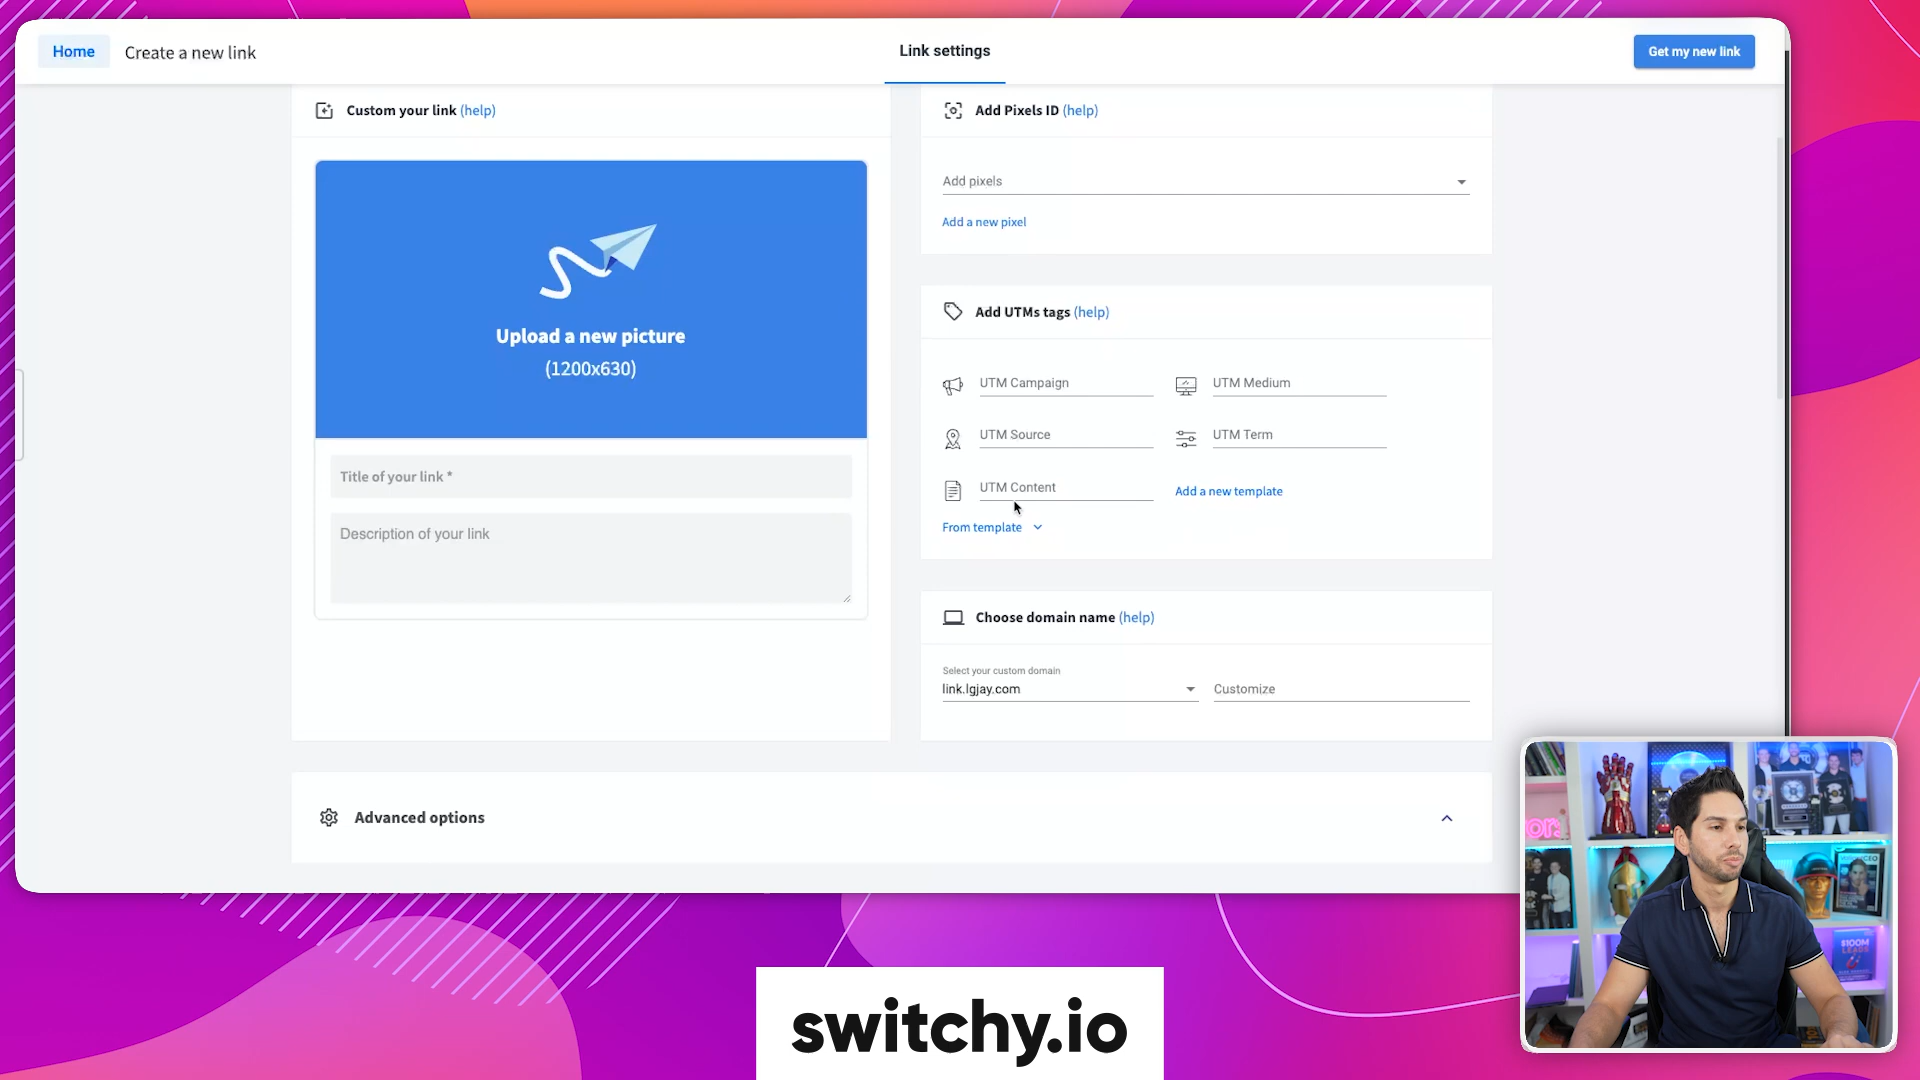 Home
Create a new link
Link settings
Get my new link
Custom your link (help)
Upload a new picture
(1200x630)
Title of your link *
Description of your link
Add Pixels ID (help)
Add pixels
Add a new pixel
Add UTMs tags (help)
UTM Campaign
UTM Medium
UTM Source
UTM Term
UTM Content
Add a new template
From template
Choose domain name (help)
Select your custom domain
link.lgjay.com
Customize
Advanced options
$100M
LEADS
switchy.io